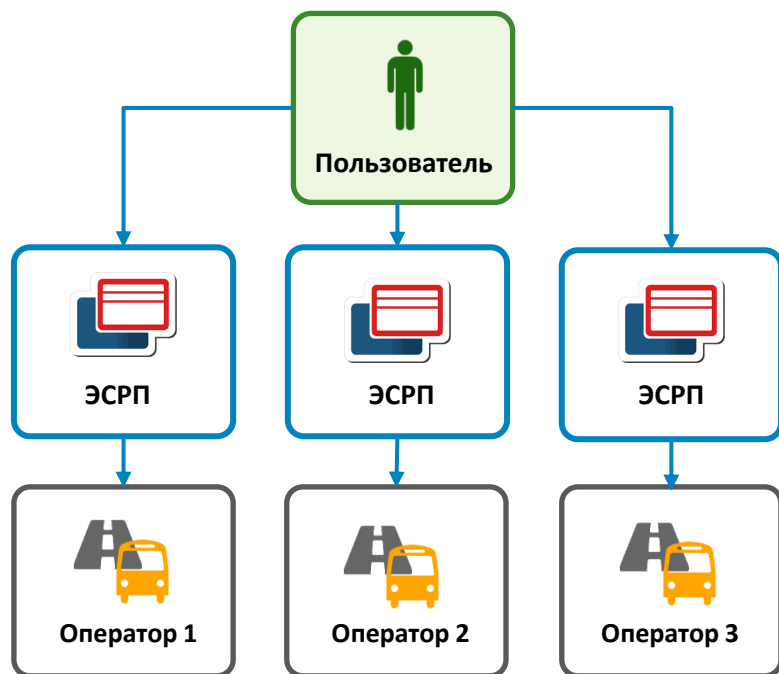 Пользователь
ЭСРП
ЭСРП
ЭСРП
Оператор 1
Оператор 2
Оператор 3